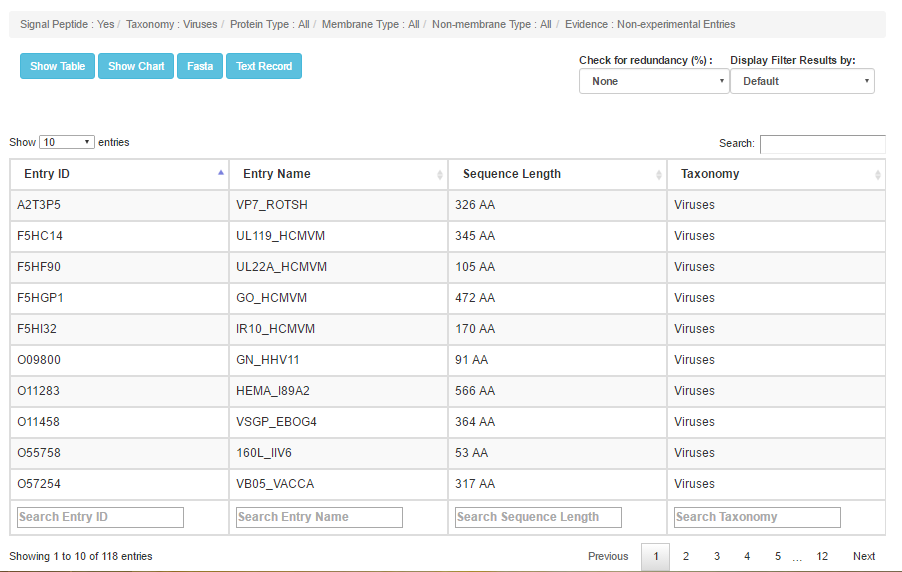 Signal Peptide : Yes / Taxonomy : Viruses / Protein Type : All / Membrane Type : All / Non-membrane Type : All / Evidence : Non-experimental Entries
Show Table Show Chart Fasta Text Record
Check for redundancy (%) : Display Filter Results by:
None Default
Show 10 entries Search:
Entry ID Entry Name Sequence Length Taxonomy
A2T3P5 VP7_ROTSH 326 AA Viruses
F5HC14 UL119_HCMVM 345 AA Viruses
F5HF90 UL22A_HCMVM 105 AA Viruses
F5HGP1 GO_HCMVM 472 AA Viruses
F5HI32 IR10_HCMVM 170 AA Viruses
O09800 GN_HHV11 91 AA Viruses
O11283 HEMA_I89A2 566 AA Viruses
O11458 VSGP_EBOG4 364 AA Viruses
O55758 160L_IIV6 53 AA Viruses
O57254 VB05_VACCA 317 AA Viruses
Search Entry ID Search Entry Name Search Sequence Length Search Taxonomy
Showing 1 to 10 of 118 entries Previous 1 2 3 4 5 ... 12 Next